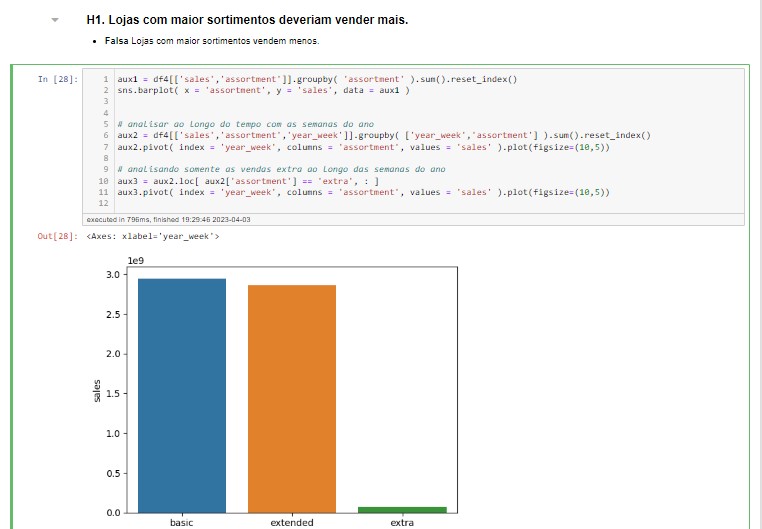 H1. Lojas com maior sortimentos deveriam vender mais.
• Falsa Lojas com maior sortimentos vendem menos.
In [28]:
1 aux1 = df4[['sales','assortment']].groupby( 'assortment' ).sum().reset_index()
2 sns.barplot( x = 'assortment', y = 'sales', data = aux1 )
3
4
5 # analisar ao longo do tempo com as semanas do ano
6 aux2 = df4[['sales','assortment','year_week']].groupby( ['year_week','assortment'] ).sum().reset_index()
7 aux2.pivot( index = 'year_week', columns = 'assortment', values = 'sales' ).plot(figsize=(10,5))
8
9 # analisando somente as vendas extra ao longo das semanas do ano
10 aux3 = aux2.loc[ aux2['assortment'] == 'extra', : ]
11 aux3.pivot( index = 'year_week', columns = 'assortment', values = 'sales' ).plot(figsize=(10,5))
12
executed in 796ms, finished 19:29:46 2023-04-03
Out[28]: <Axes: xlabel='year_week'>
1e9
3.0
2.5
2.0
1.5
1.0
0.5
0.0
sales
basic extended extra